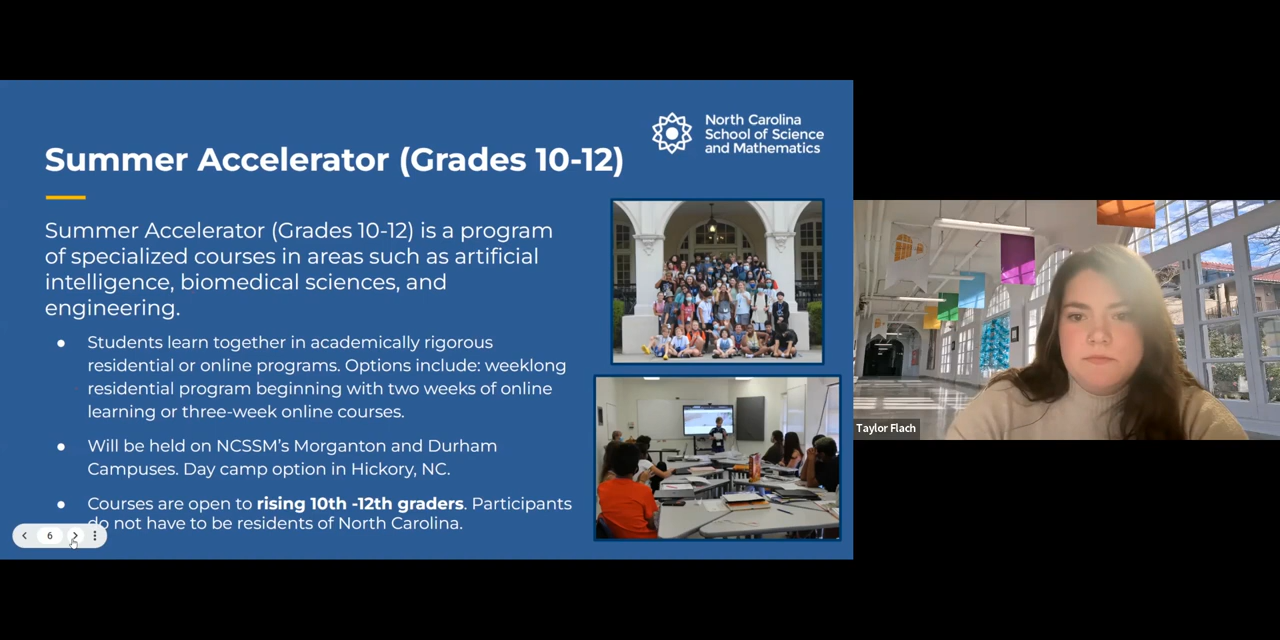 North Carolina
School of Science
and Mathematics
Summer Accelerator (Grades 10-12)
Summer Accelerator (Grades 10-12) is a program
of specialized courses in areas such as artificial
intelligence, biomedical sciences, and
engineering.
● Students learn together in academically rigorous
residential or online programs. Options include: weeklong
residential program beginning with two weeks of online
learning or three-week online courses.
● Will be held on NCSSM’s Morganton and Durham
Campuses. Day camp option in Hickory, NC.
● Courses are open to rising 10th -12th graders. Participants
do not have to be residents of North Carolina.
6
Taylor Flach